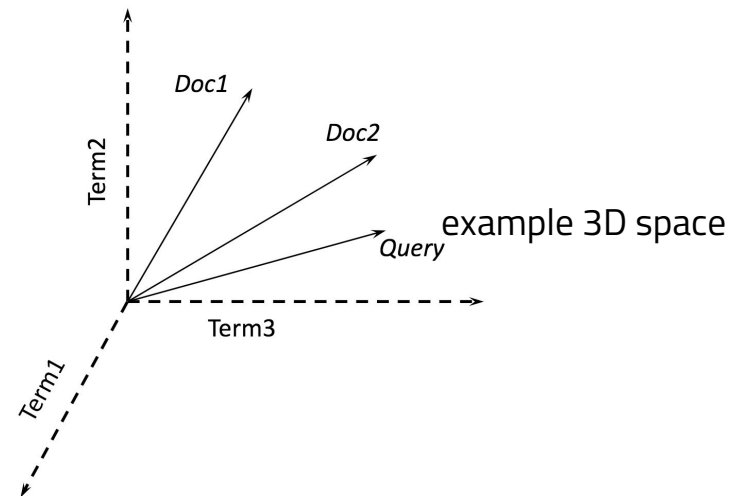 Doc1
Doc2
Term2
example 3D space
Query
Term3
Term1